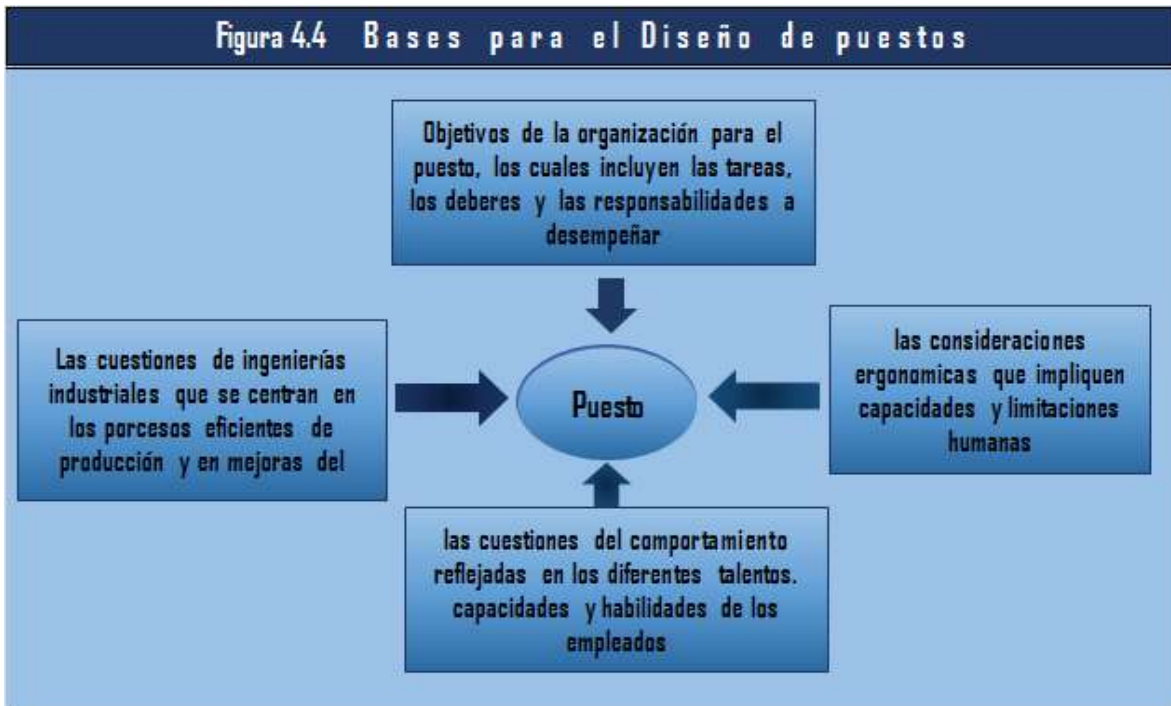 Figura 4.4 Bases para el Diseño de puestos
Objetivos de la organización para el
puesto, los cuales incluyen las tareas,
los deberes y las responsabilidades a
desempeñar
Las cuestiones de ingenierías
industriales que se centran en
los porcesos eficientes de
producción y en mejoras del
Puesto
las consideraciones
ergonomicas que impliquen
capacidades y limitaciones
humanas
las cuestiones del comportamiento
reflejadas en los diferentes talentos.
capacidades y habilidades de los
empleados